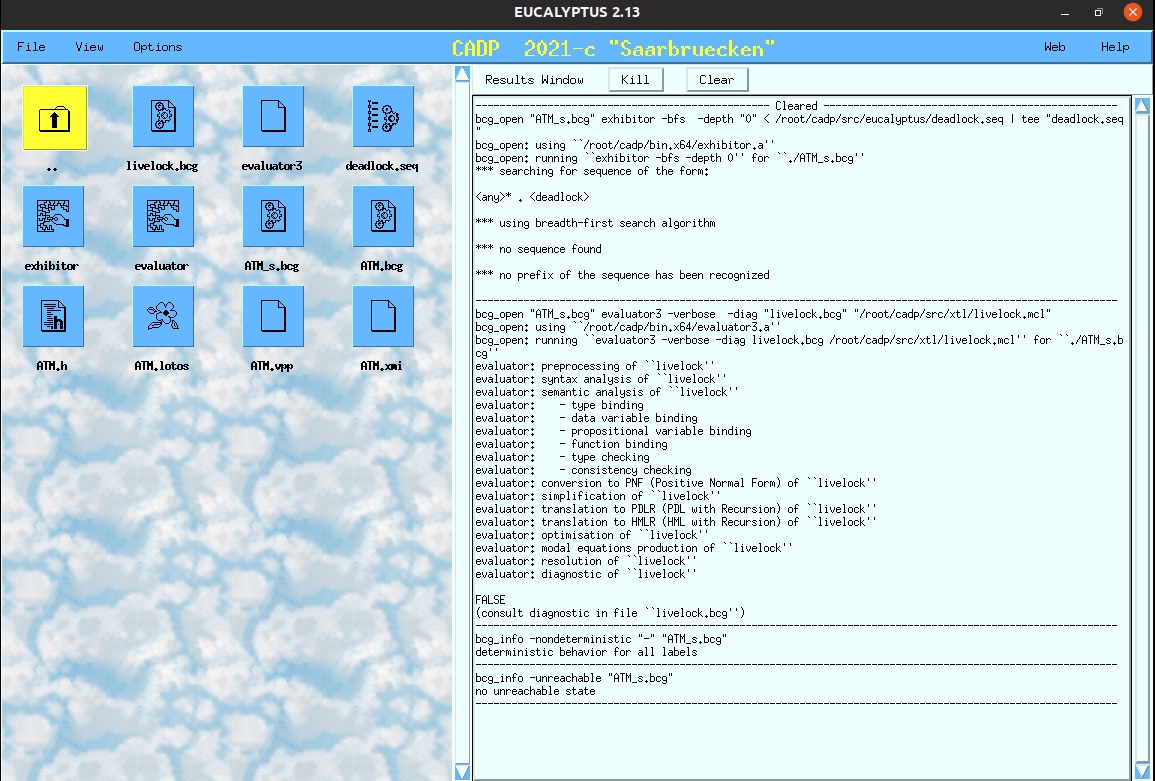 EUCALYPTUS 2.13
File View Options
CADP 2021-c "Saarbruecken"
Web Help
..
livelock.bcg
evaluator3
deadlock.seq
exhibitor
evaluator
ATM_s.bcg
ATM.bcg
h
ATM.h
ATM.lotos
ATM.vpp
ATM.xmi
Results Window Kill Clear
Cleared
bcg_open "ATM_s.bcg" exhibitor -bfs  -depth "0" < /root/cadp/src/eucalyptus/deadlock.seq | tee "deadlock.seq
"
bcg_open: using ``/root/cadp/bin.x64/exhibitor.a''
bcg_open: running ``exhibitor -bfs -depth 0'' for ``./ATM_s.bcg''
*** searching for sequence of the form:
<any>* . <deadlock>
*** using breadth-first search algorithm
*** no sequence found
*** no prefix of the sequence has been recognized
bcg_open "ATM_s.bcg" evaluator3 -verbose  -diag "livelock.bcg" "/root/cadp/src/xtl/livelock.mcl"
bcg_open: using ``/root/cadp/bin.x64/evaluator3.a''
bcg_open: running ``evaluator3 -verbose -diag livelock.bcg /root/cadp/src/xtl/livelock.mcl'' for ``./ATM_s.b
cg''
evaluator: preprocessing of ``livelock''
evaluator: syntax analysis of ``livelock''
evaluator: semantic analysis of ``livelock''
evaluator:    - type binding
evaluator:    - data variable binding
evaluator:    - propositional variable binding
evaluator:    - function binding
evaluator:    - type checking
evaluator:    - consistency checking
evaluator: conversion to PNF (Positive Normal Form) of ``livelock''
evaluator: simplification of ``livelock''
evaluator: translation to PDLR (PDL with Recursion) of ``livelock''
evaluator: translation to HMLR (HML with Recursion) of ``livelock''
evaluator: optimisation of ``livelock''
evaluator: modal equations production of ``livelock''
evaluator: resolution of ``livelock''
evaluator: diagnostic of ``livelock''
FALSE
(consult diagnostic in file ``livelock.bcg'')
bcg_info -nondeterministic "-" "ATM_s.bcg"
deterministic behavior for all labels
bcg_info -unreachable "ATM_s.bcg"
no unreachable state